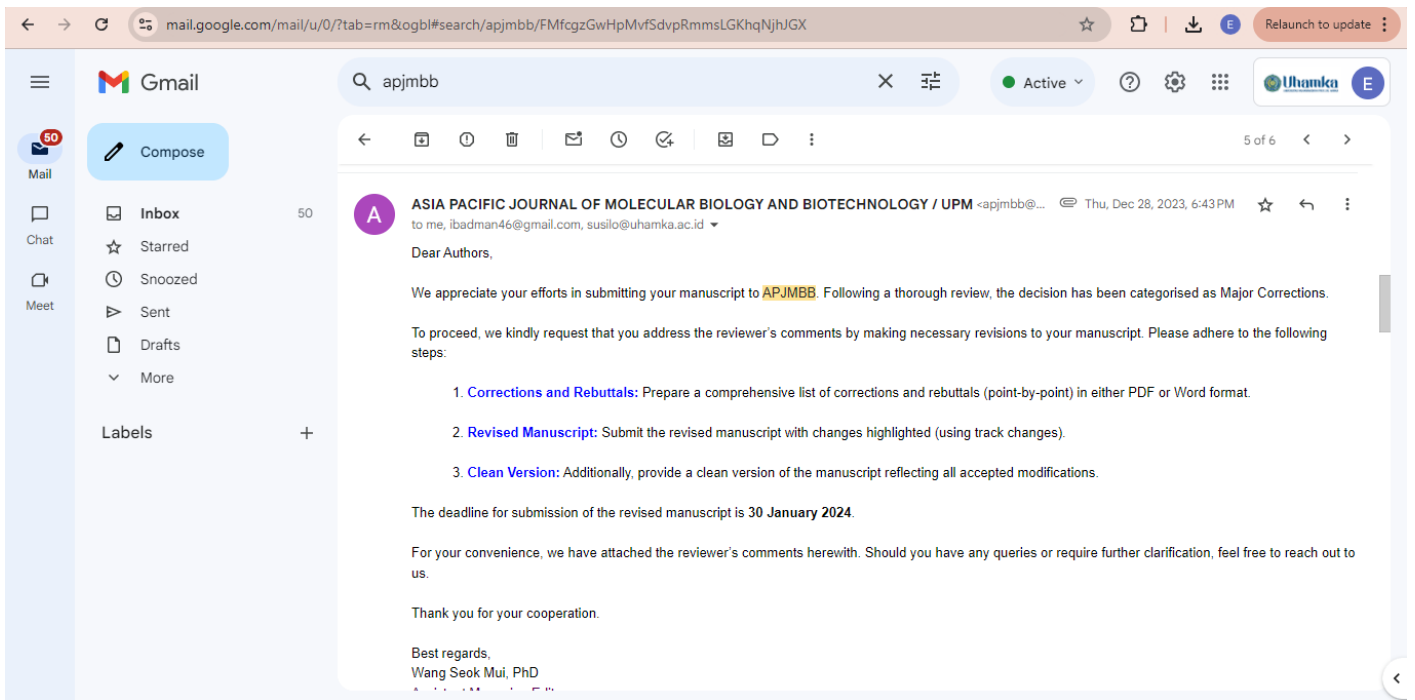 mail.google.com/mail/u/0/?tab=rm&ogbl#search/apjmbb/FMfcgzGwHpMvfSdvpRmmsLGKhqNjhJGX
E
Relaunch to update
Gmail
apjmbb
Active
Uhamka
E
50
Mail
Chat
Meet
Compose
Inbox 50
Starred
Snoozed
Sent
Drafts
More
Labels
5 of 6
A
ASIA PACIFIC JOURNAL OF MOLECULAR BIOLOGY AND BIOTECHNOLOGY / UPM <apjmbb@... Thu, Dec 28, 2023, 6:43 PM
to me, ibadman46@gmail.com, susilo@uhamka.ac.id
Dear Authors,
We appreciate your efforts in submitting your manuscript to APJMBB. Following a thorough review, the decision has been categorised as Major Corrections.
To proceed, we kindly request that you address the reviewer's comments by making necessary revisions to your manuscript. Please adhere to the following
steps:
1. Corrections and Rebuttals: Prepare a comprehensive list of corrections and rebuttals (point-by-point) in either PDF or Word format.
2. Revised Manuscript: Submit the revised manuscript with changes highlighted (using track changes).
3. Clean Version: Additionally, provide a clean version of the manuscript reflecting all accepted modifications.
The deadline for submission of the revised manuscript is 30 January 2024.
For your convenience, we have attached the reviewer's comments herewith. Should you have any queries or require further clarification, feel free to reach out to
us.
Thank you for your cooperation.
Best regards,
Wang Seok Mui, PhD